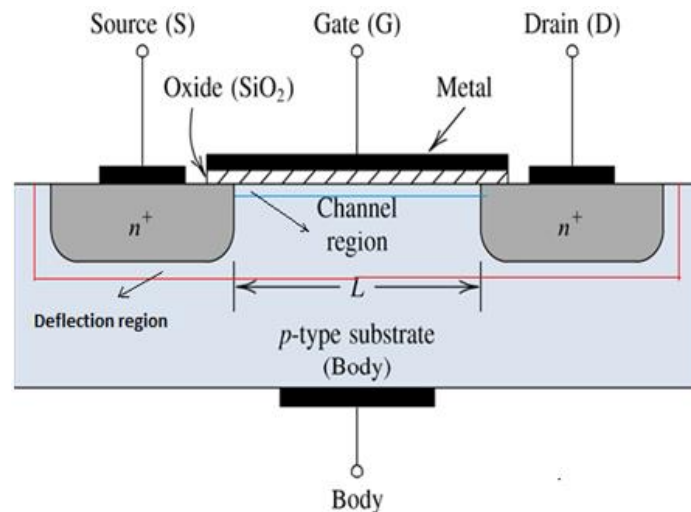 Source (S)
Gate (G)
Drain (D)
Oxide (SiO₂)
Metal
n⁺
Channel
region
n⁺
L
Deflection region
p-type substrate
(Body)
Body